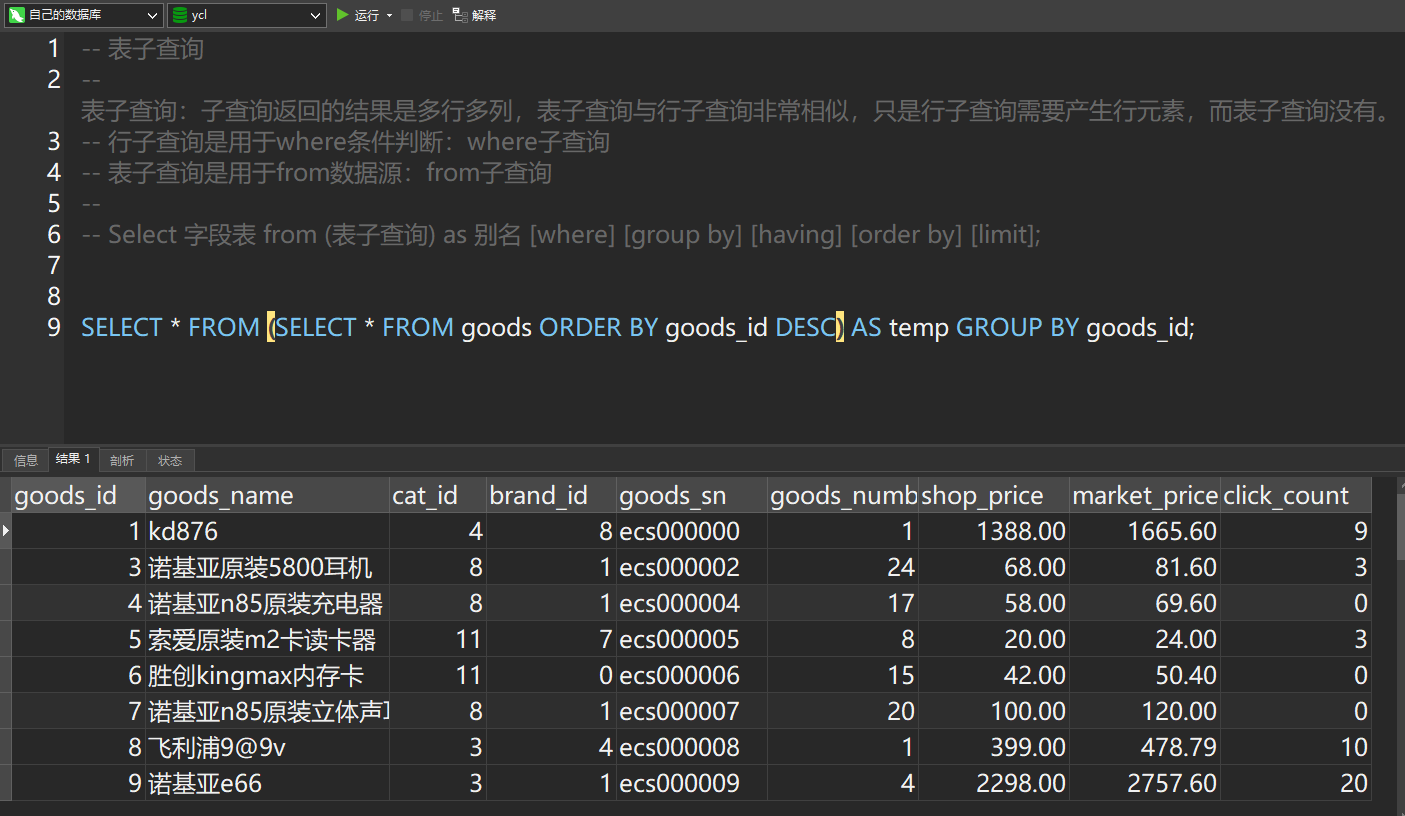 自己的数据库 ycl 运行 停止 解释
1 -- 表子查询
2 --
表子查询：子查询返回的结果是多行多列，表子查询与行子查询非常相似，只是行子查询需要产生行元素，而表子查询没有。
3 -- 行子查询是用于where条件判断：where子查询
4 -- 表子查询是用于from数据源：from子查询
5 --
6 -- Select 字段表 from (表子查询) as 别名 [where] [group by] [having] [order by] [limit];
7
8
9 SELECT * FROM (SELECT * FROM goods ORDER BY goods_id DESC) AS temp GROUP BY goods_id;
信息 结果 1 剖析 状态
goods_id goods_name cat_id brand_id goods_sn goods_numb shop_price market_price click_count
1 kd876 4 8 ecs000000 1 1388.00 1665.60 9
3 诺基亚原装5800耳机 8 1 ecs000002 24 68.00 81.60 3
4 诺基亚n85原装充电器 8 1 ecs000004 17 58.00 69.60 0
5 索爱原装m2卡读卡器 11 7 ecs000005 8 20.00 24.00 3
6 胜创kingmax内存卡 11 0 ecs000006 15 42.00 50.40 0
7 诺基亚n85原装立体声 8 1 ecs000007 20 100.00 120.00 0
8 飞利浦9@9v 3 4 ecs000008 1 399.00 478.79 10
9 诺基亚e66 3 1 ecs000009 4 2298.00 2757.60 20